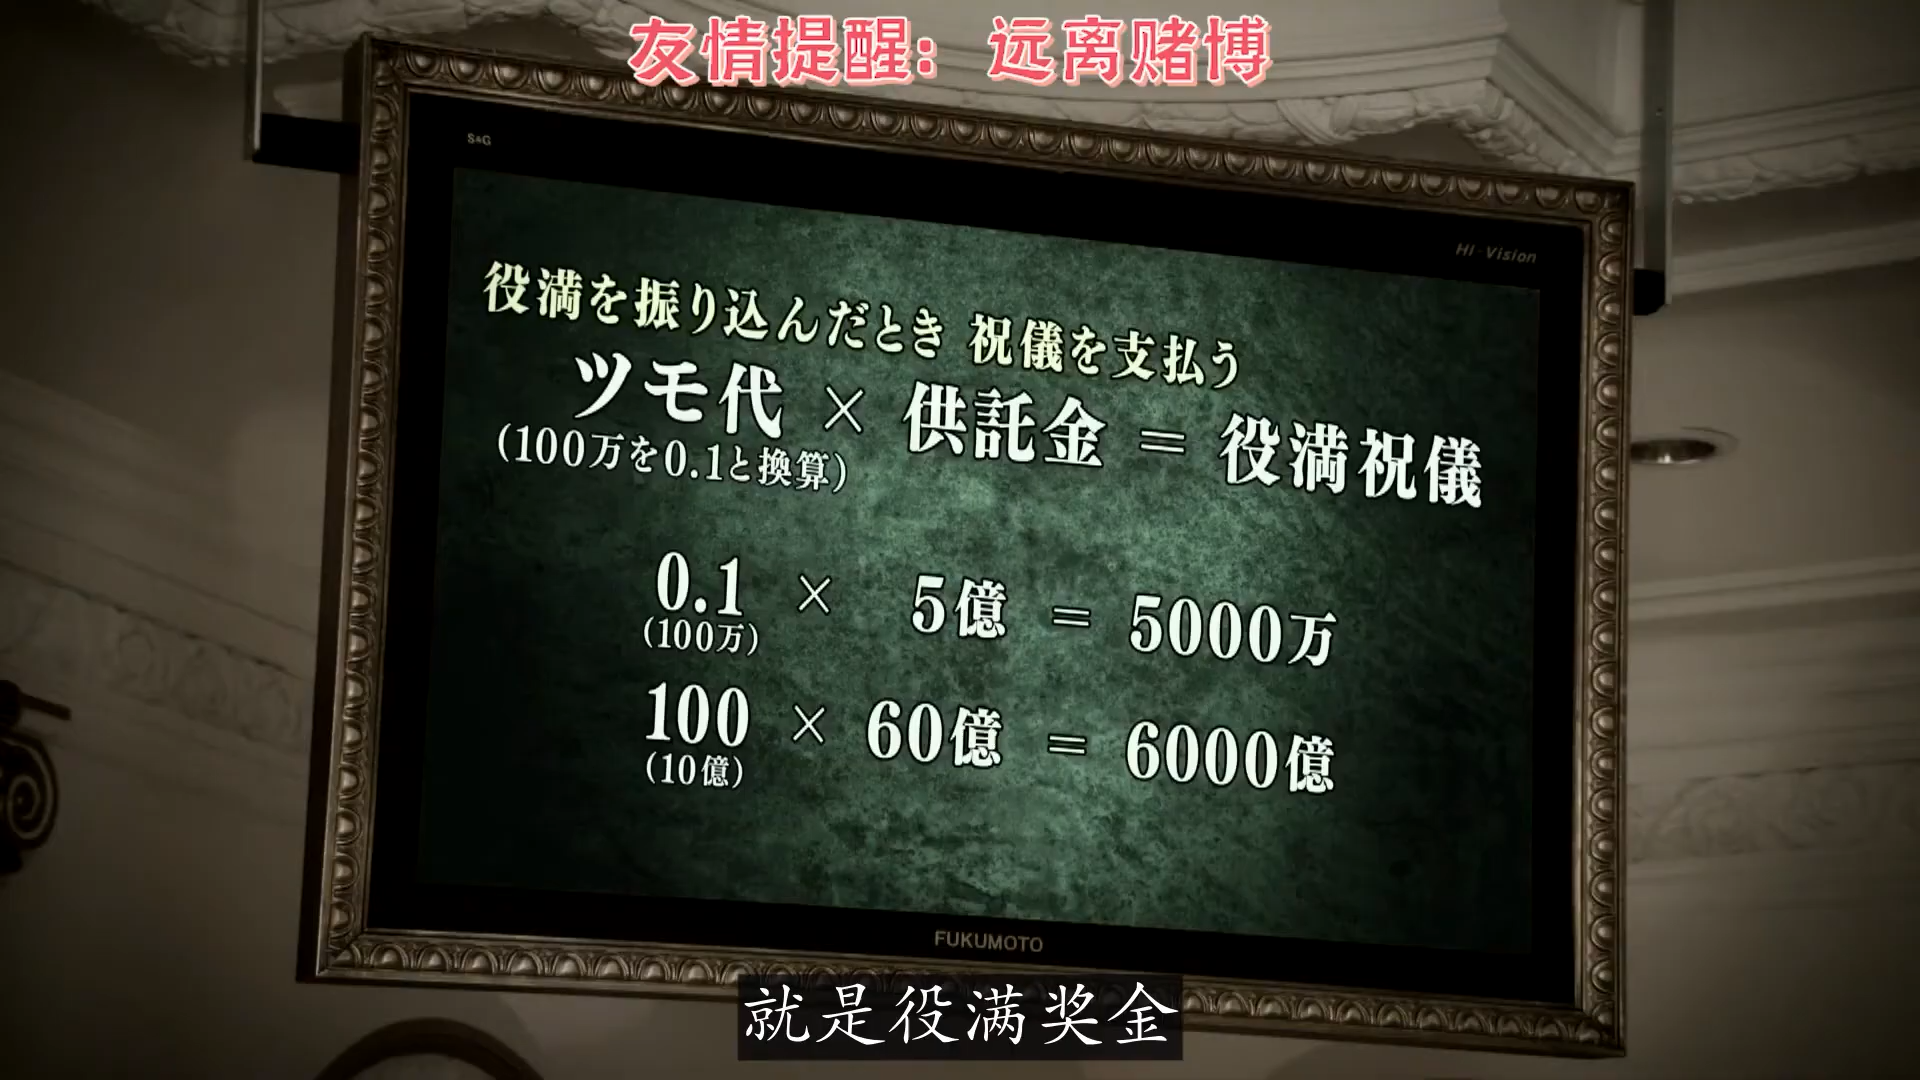 友情提醒：远离赌博
S&G
Hi-Vision
役満を振り込んだとき 祝儀を支払う
ツモ代 × 供託金 = 役満祝儀
(100万を0.1と換算)
0.1 × 5億 = 5000万
(100万)
100 × 60億 = 6000億
(10億)
FUKUMOTO
就是役满奖金